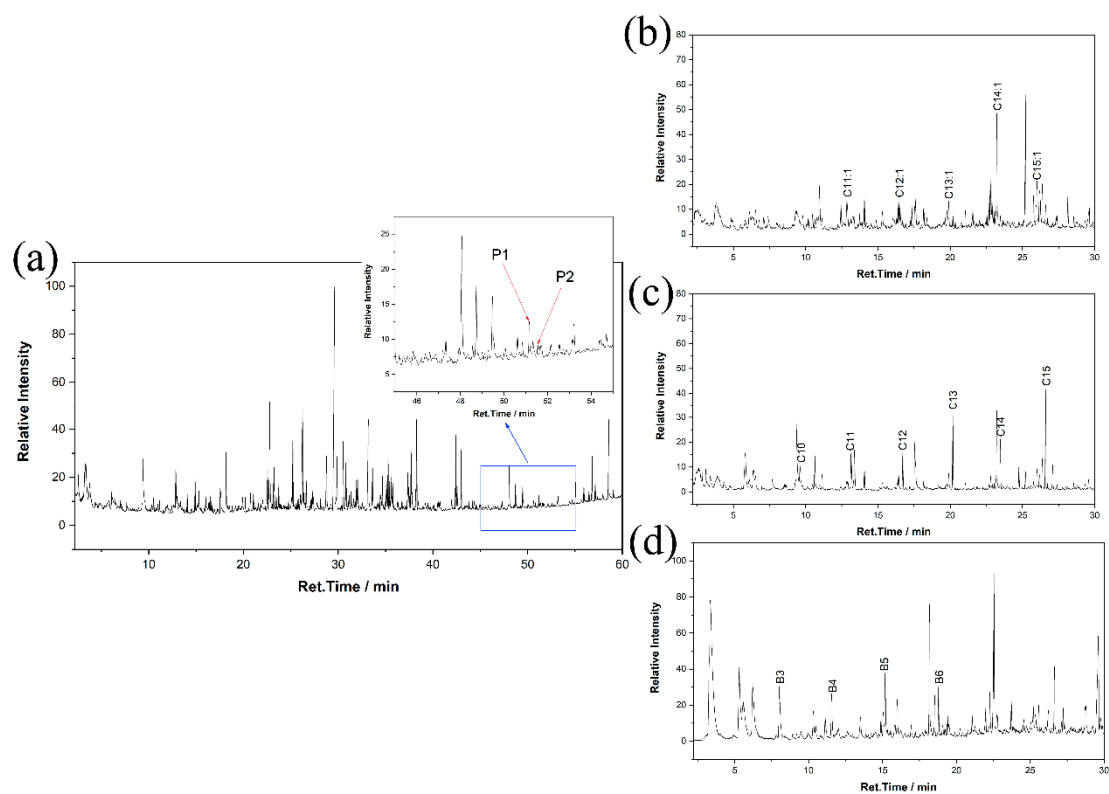 (a)
Relative Intensity
100
80
60
40
20
0
10
20
30
40
50
60
Ret.Time / min
Relative Intensity
25
20
15
10
5
P1
P2
46
48
50
52
54
Ret.Time / min
(b)
Relative Intensity
80
70
60
50
40
30
20
10
0
C11:1
C12:1
C13:1
C14:1
C15:1
5
10
15
20
25
30
Ret.Time / min
(c)
Relative Intensity
80
70
60
50
40
30
20
10
0
C10
C11
C12
C13
C14
C15
5
10
15
20
25
30
Ret.Time / min
(d)
Relative Intensity
100
80
60
40
20
0
B3
B4
B5
B6
5
10
15
20
25
30
Ret.Time / min